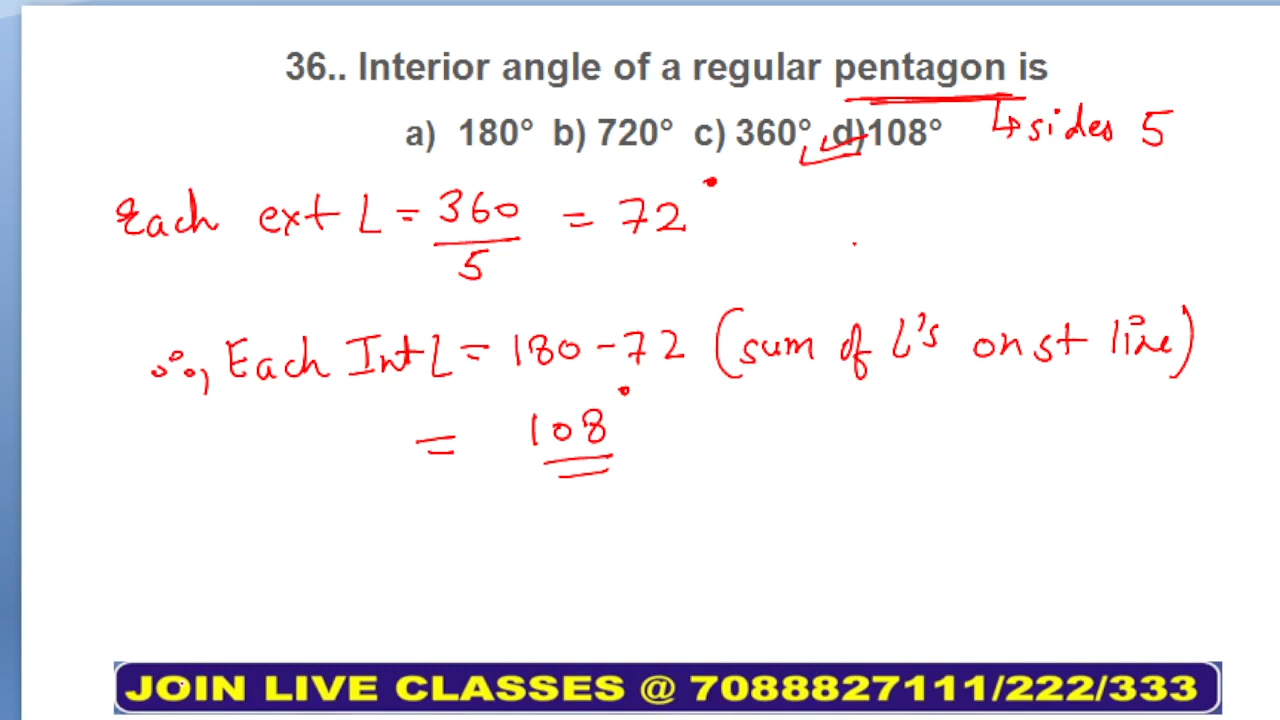 36.. Interior angle of a regular pentagon is
a) 180° b) 720° c) 360° d)108°
↳ sides 5
Each ext L = 360/5 = 72°
∴, Each Int L = 180 - 72 (sum of L's on st line)
= 108°
JOIN LIVE CLASSES @ 7088827111/222/333